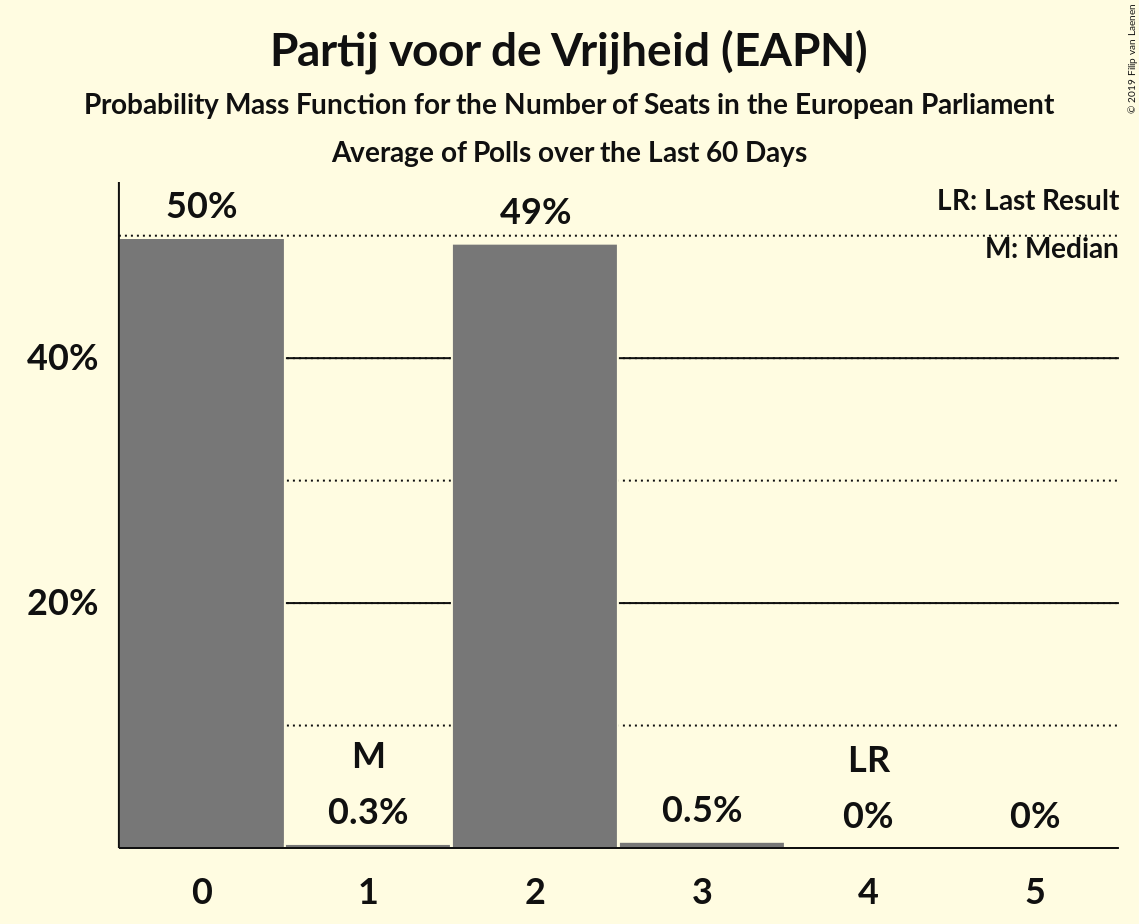 Partij voor de Vrijheid (EAPN)
Probability Mass Function for the Number of Seats in the European Parliament
Average of Polls over the Last 60 Days
© 2019 Filip van Laenen
LR: Last Result
M: Median
50%
49%
40%
20%
M
LR
0.3%
0.5%
0%
0%
0
1
2
3
4
5